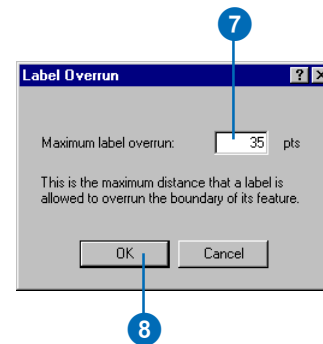 7
Label Overrun
Maximum label overrun: 35 pts
This is the maximum distance that a label is
allowed to overrun the boundary of its feature.
OK Cancel
8